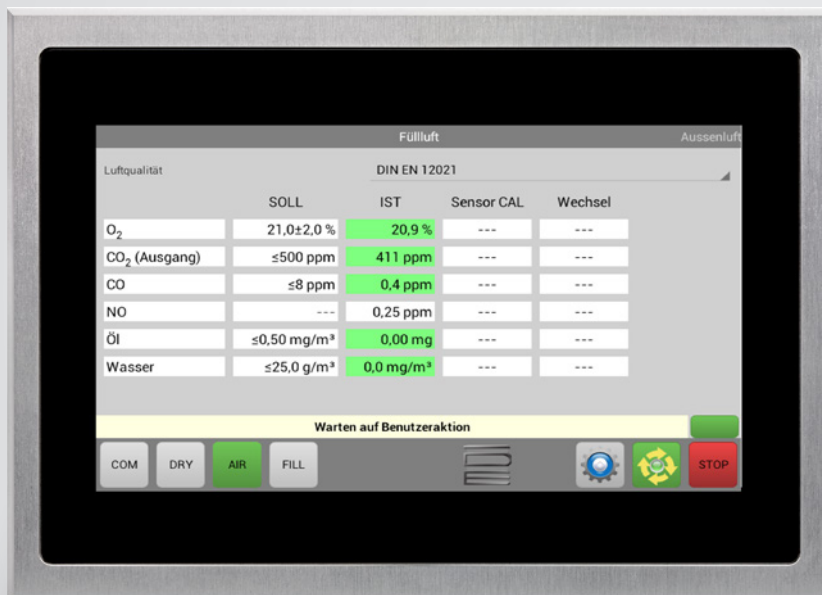 Füllluft Aussenluft
Luftqualität DIN EN 12021
SOLL IST Sensor CAL Wechsel
O₂ 21,0±2,0 % 20,9 % --- ---
CO₂ (Ausgang) ≤500 ppm 411 ppm --- ---
CO ≤8 ppm 0,4 ppm --- ---
NO --- 0,25 ppm --- ---
Öl ≤0,50 mg/m³ 0,00 mg --- ---
Wasser ≤25,0 g/m³ 0,0 mg/m³ --- ---
Warten auf Benutzeraktion
COM DRY AIR FILL STOP